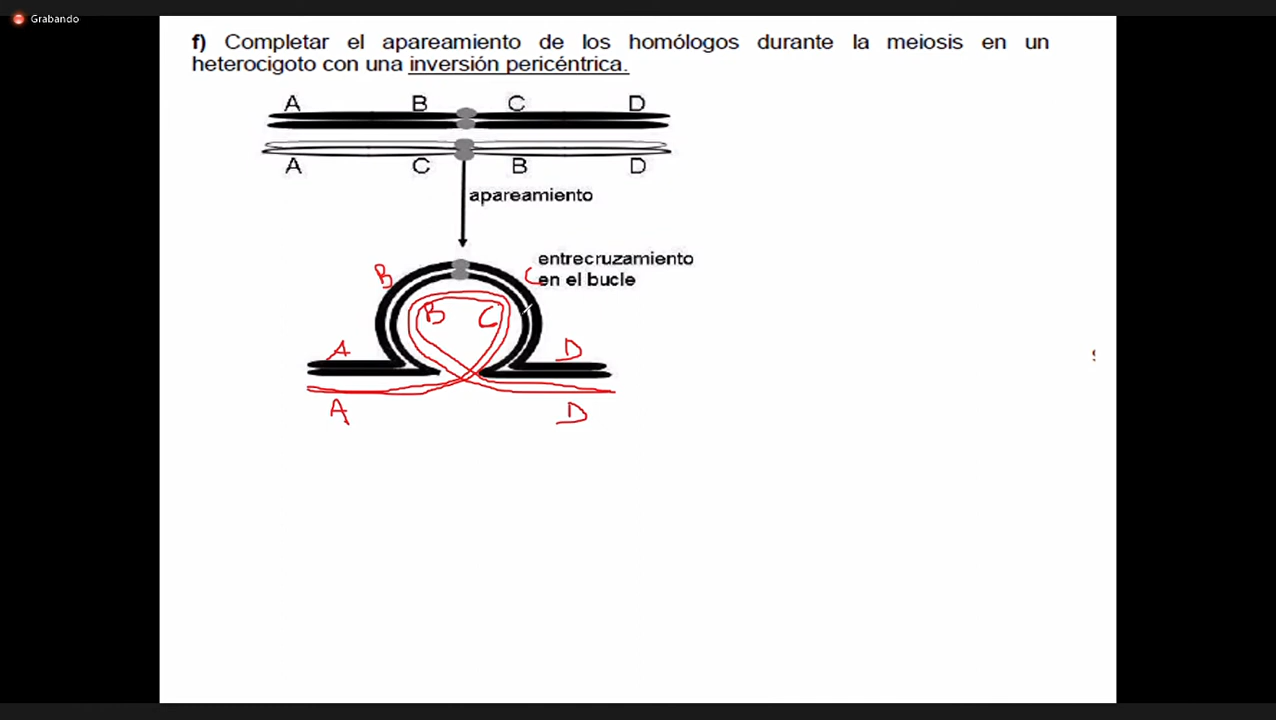 Grabando
f) Completar el apareamiento de los homólogos durante la meiosis en un
heterocigoto con una inversión pericéntrica.
A B C D
A C B D
apareamiento
entrecruzamiento
en el bucle
B C
B C
A D
A D